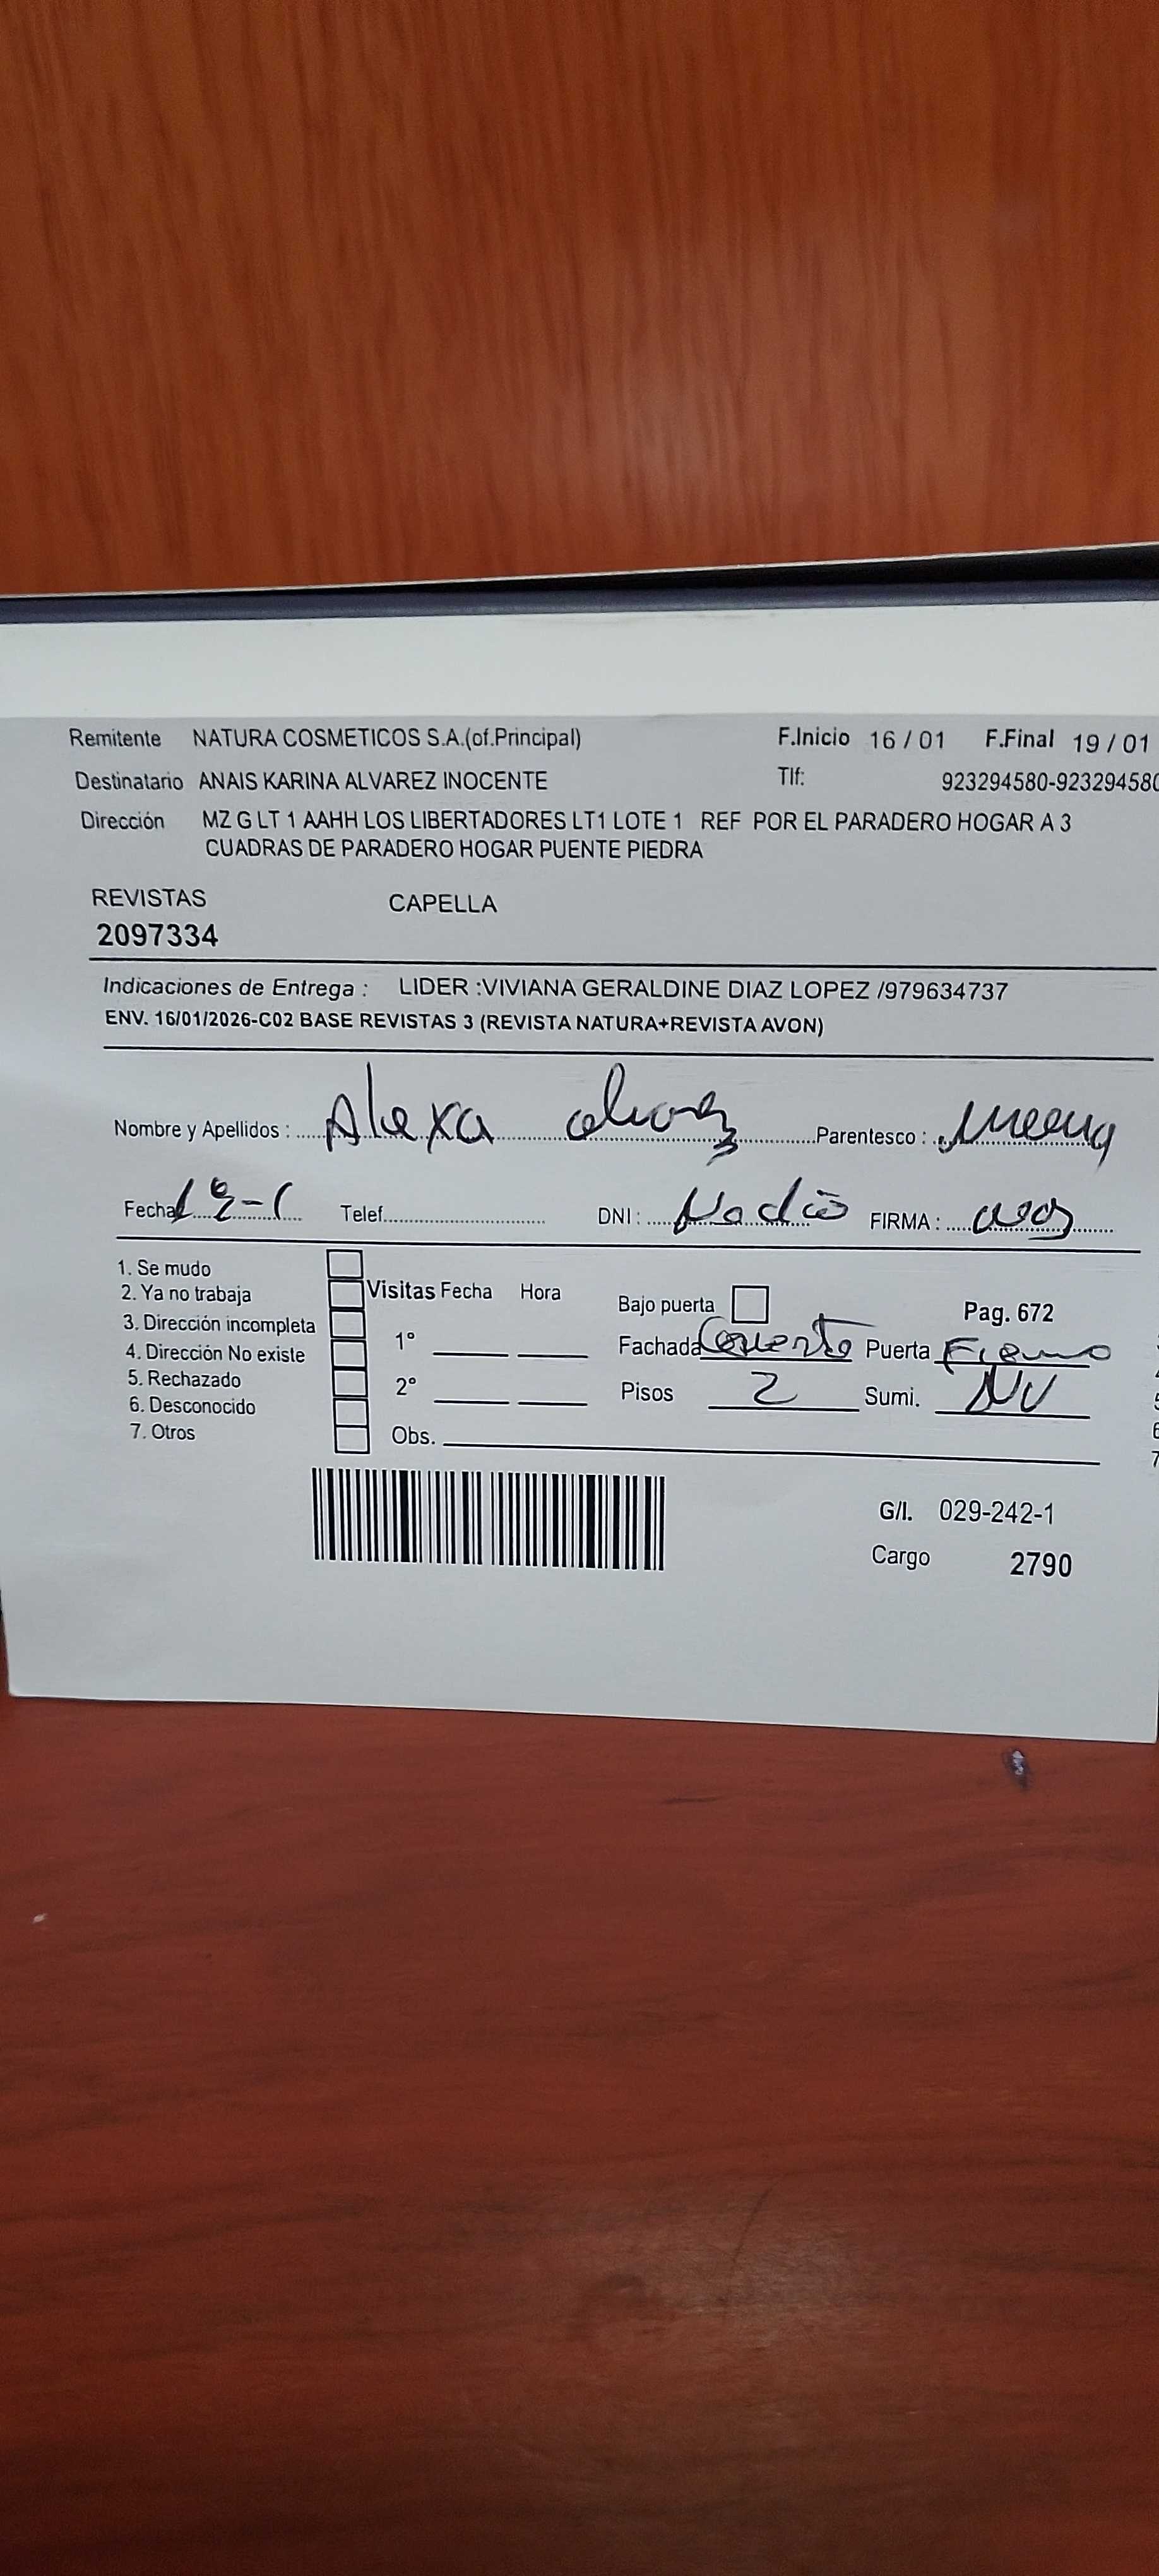 Remitente NATURA COSMETICOS S.A.(of.Principal) F.Inicio 16 / 01 F.Final 19 / 01
Destinatario ANAIS KARINA ALVAREZ INOCENTE Tlf: 923294580-923294580
Dirección MZ G LT 1 AAHH LOS LIBERTADORES LT1 LOTE 1 REF POR EL PARADERO HOGAR A 3
CUADRAS DE PARADERO HOGAR PUENTE PIEDRA
REVISTAS CAPELLA
2097334
Indicaciones de Entrega : LIDER :VIVIANA GERALDINE DIAZ LOPEZ /979634737
ENV. 16/01/2026-C02 BASE REVISTAS 3 (REVISTA NATURA+REVISTA AVON)
Nombre y Apellidos : Alexa Parentesco :
Fecha Telef. DNI : FIRMA :
1. Se mudo
2. Ya no trabaja
3. Dirección incompleta
4. Dirección No existe
5. Rechazado
6. Desconocido
7. Otros
Visitas Fecha Hora
1°
2°
Obs.
Bajo puerta Pag. 672
Fachada Puerta
Pisos 2 Sumi. NV
G/I. 029-242-1
Cargo 2790